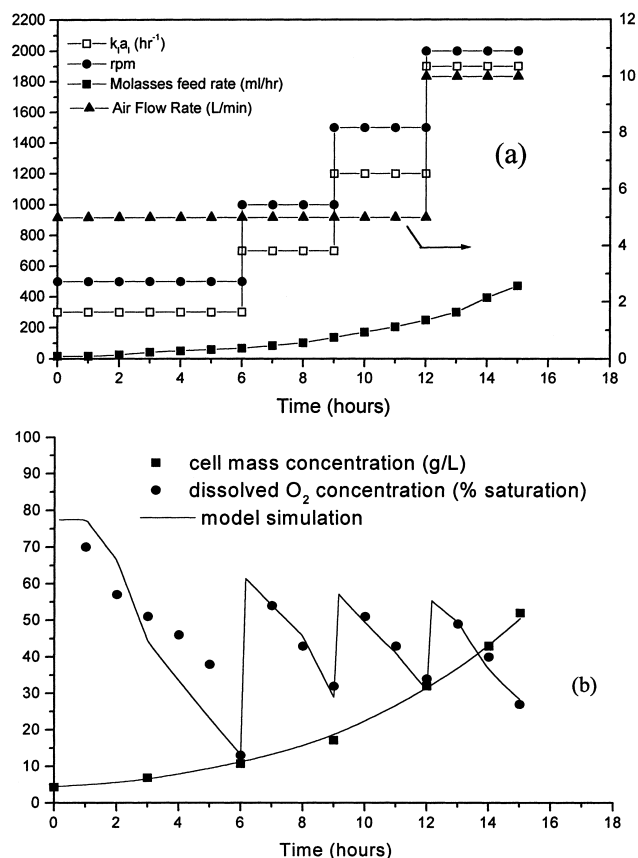 2200
2000
1800
1600
1400
1200
1000
800
600
400
200
0
kₗaₗ (hr⁻¹)
rpm
Molasses feed rate (ml/hr)
Air Flow Rate (L/min)
(a)
12
10
8
6
4
2
0
0 2 4 6 8 10 12 14 16 18
Time (hours)
100
90
80
70
60
50
40
30
20
10
0
cell mass concentration (g/L)
dissolved O₂ concentration (% saturation)
model simulation
(b)
0 2 4 6 8 10 12 14 16 18
Time (hours)